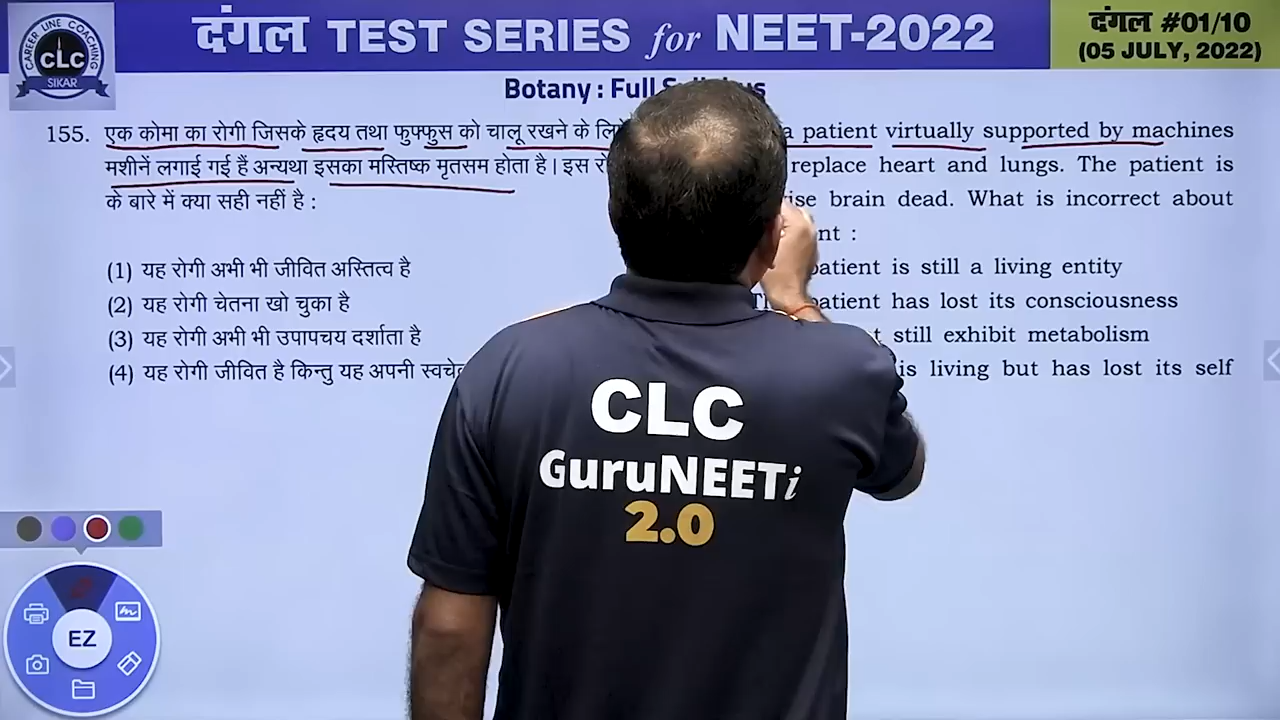 CAREER LINE COACHING
CLC
SIKAR
दंगल TEST SERIES for NEET-2022
दंगल #01/10
(05 JULY, 2022)
Botany : Full
155. एक कोमा का रोगी जिसके हृदय तथा फुफ्फुस को चालू रखने के
मशीनें लगाई गई हैं अन्यथा इसका मस्तिष्क मृतसम होता है। इस
के बारे में क्या सही नहीं है :
(1) यह रोगी अभी भी जीवित अस्तित्व है
(2) यह रोगी चेतना खो चुका है
(3) यह रोगी अभी भी उपापचय दर्शाता है
(4) यह रोगी जीवित है किन्तु यह अपनी
a patient virtually supported by machines
replace heart and lungs. The patient is
brain dead. What is incorrect about
:
patient is still a living entity
patient has lost its consciousness
still exhibit metabolism
is living but has lost its self
CLC
GuruNEETi
2.0
EZ